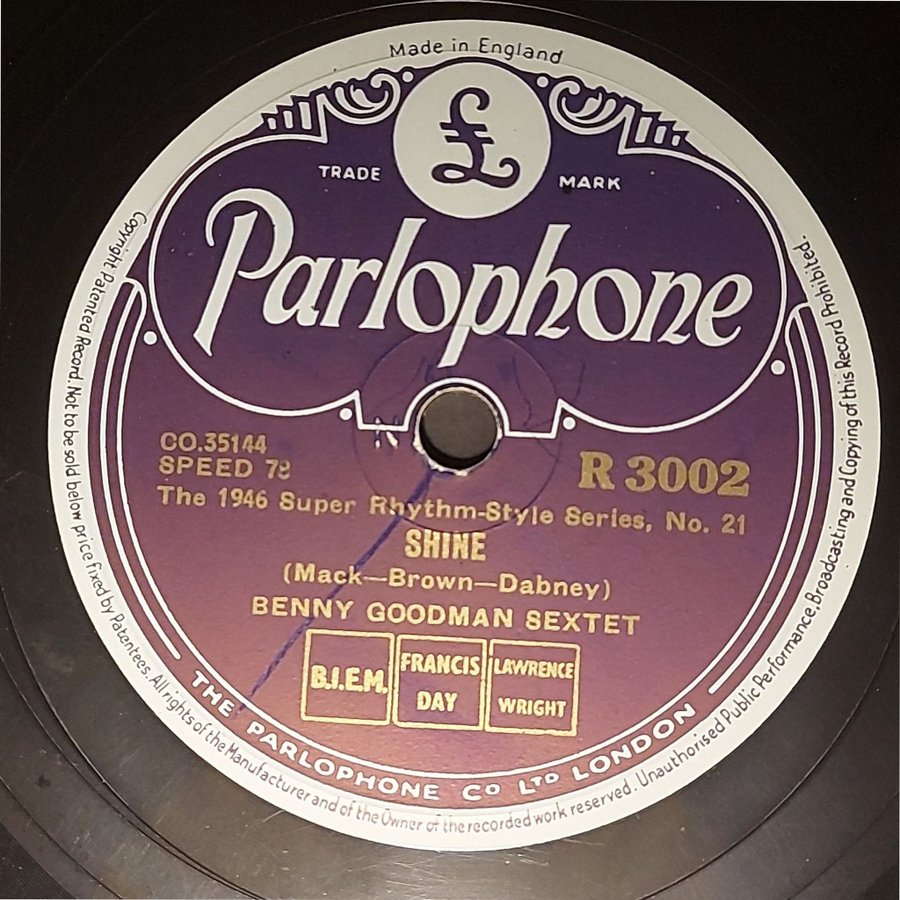 Made in England
£
TRADE MARK
Parlophone
CO.35144
SPEED 78
R 3002
The 1946 Super Rhythm-Style Series, No. 21
SHINE
(Mack—Brown—Dabney)
BENNY GOODMAN SEXTET
B.I.E.M.
FRANCIS
DAY
LAWRENCE
WRIGHT
THE PARLOPHONE CO LTD LONDON
Copyright Patented Record. Not to be sold below price fixed by Patentees. All rights of the Manufacturer and of the Owner of the recorded work reserved. Unauthorised Public Performance, Broadcasting and Copying of this Record Prohibited.